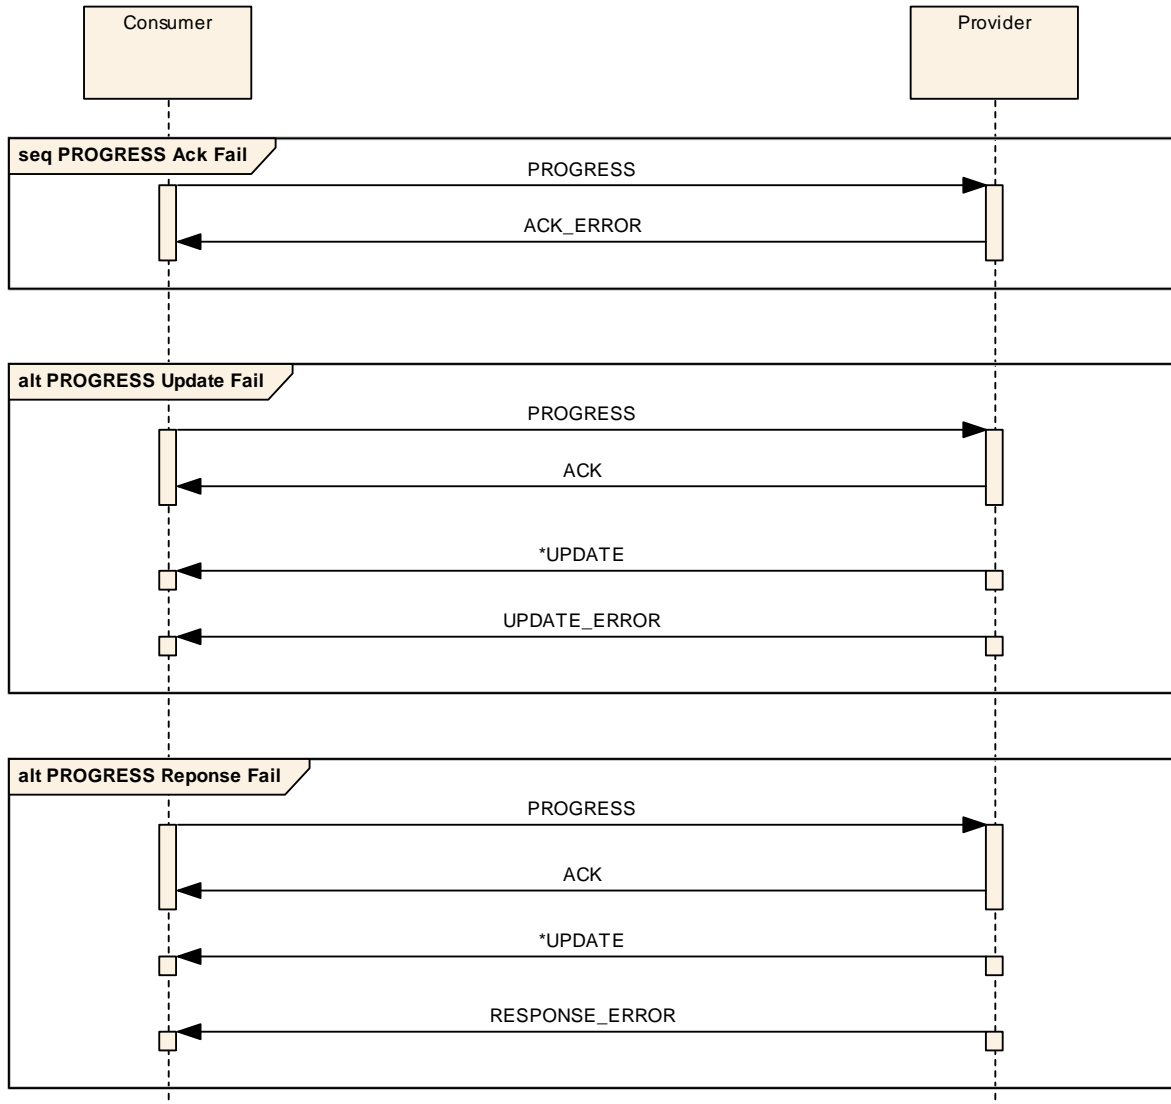 Consumer
Provider
seq PROGRESS Ack Fail
PROGRESS
ACK_ERROR
alt PROGRESS Update Fail
PROGRESS
ACK
*UPDATE
UPDATE_ERROR
alt PROGRESS Reponse Fail
PROGRESS
ACK
*UPDATE
RESPONSE_ERROR